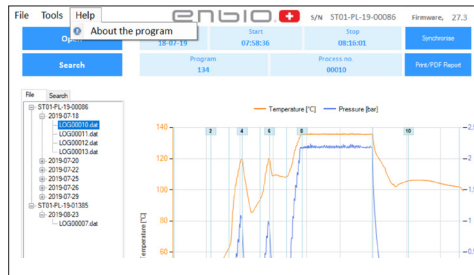 File Tools Help
enbio
S/N ST01-PL-19-00086
Firmware, 27.3
About the program
Open
18-07-19
Start
07:58:36
Stop
08:16:01
Synchronise
Search
Program
134
Process no.
00010
Print/PDF Report
File Search
ST01-PL-19-00086
2019-07-18
LOG00010.dat
LOG00011.dat
LOG00012.dat
LOG00013.dat
2019-07-20
2019-07-22
2019-07-25
2019-07-26
2019-07-29
ST01-PL-19-01385
2019-08-23
LOG00007.dat
Temperature [°C] Pressure [bar]
2 4 6 8 10
140
120
100
80
60
2.5
2
1.5
1
0.5